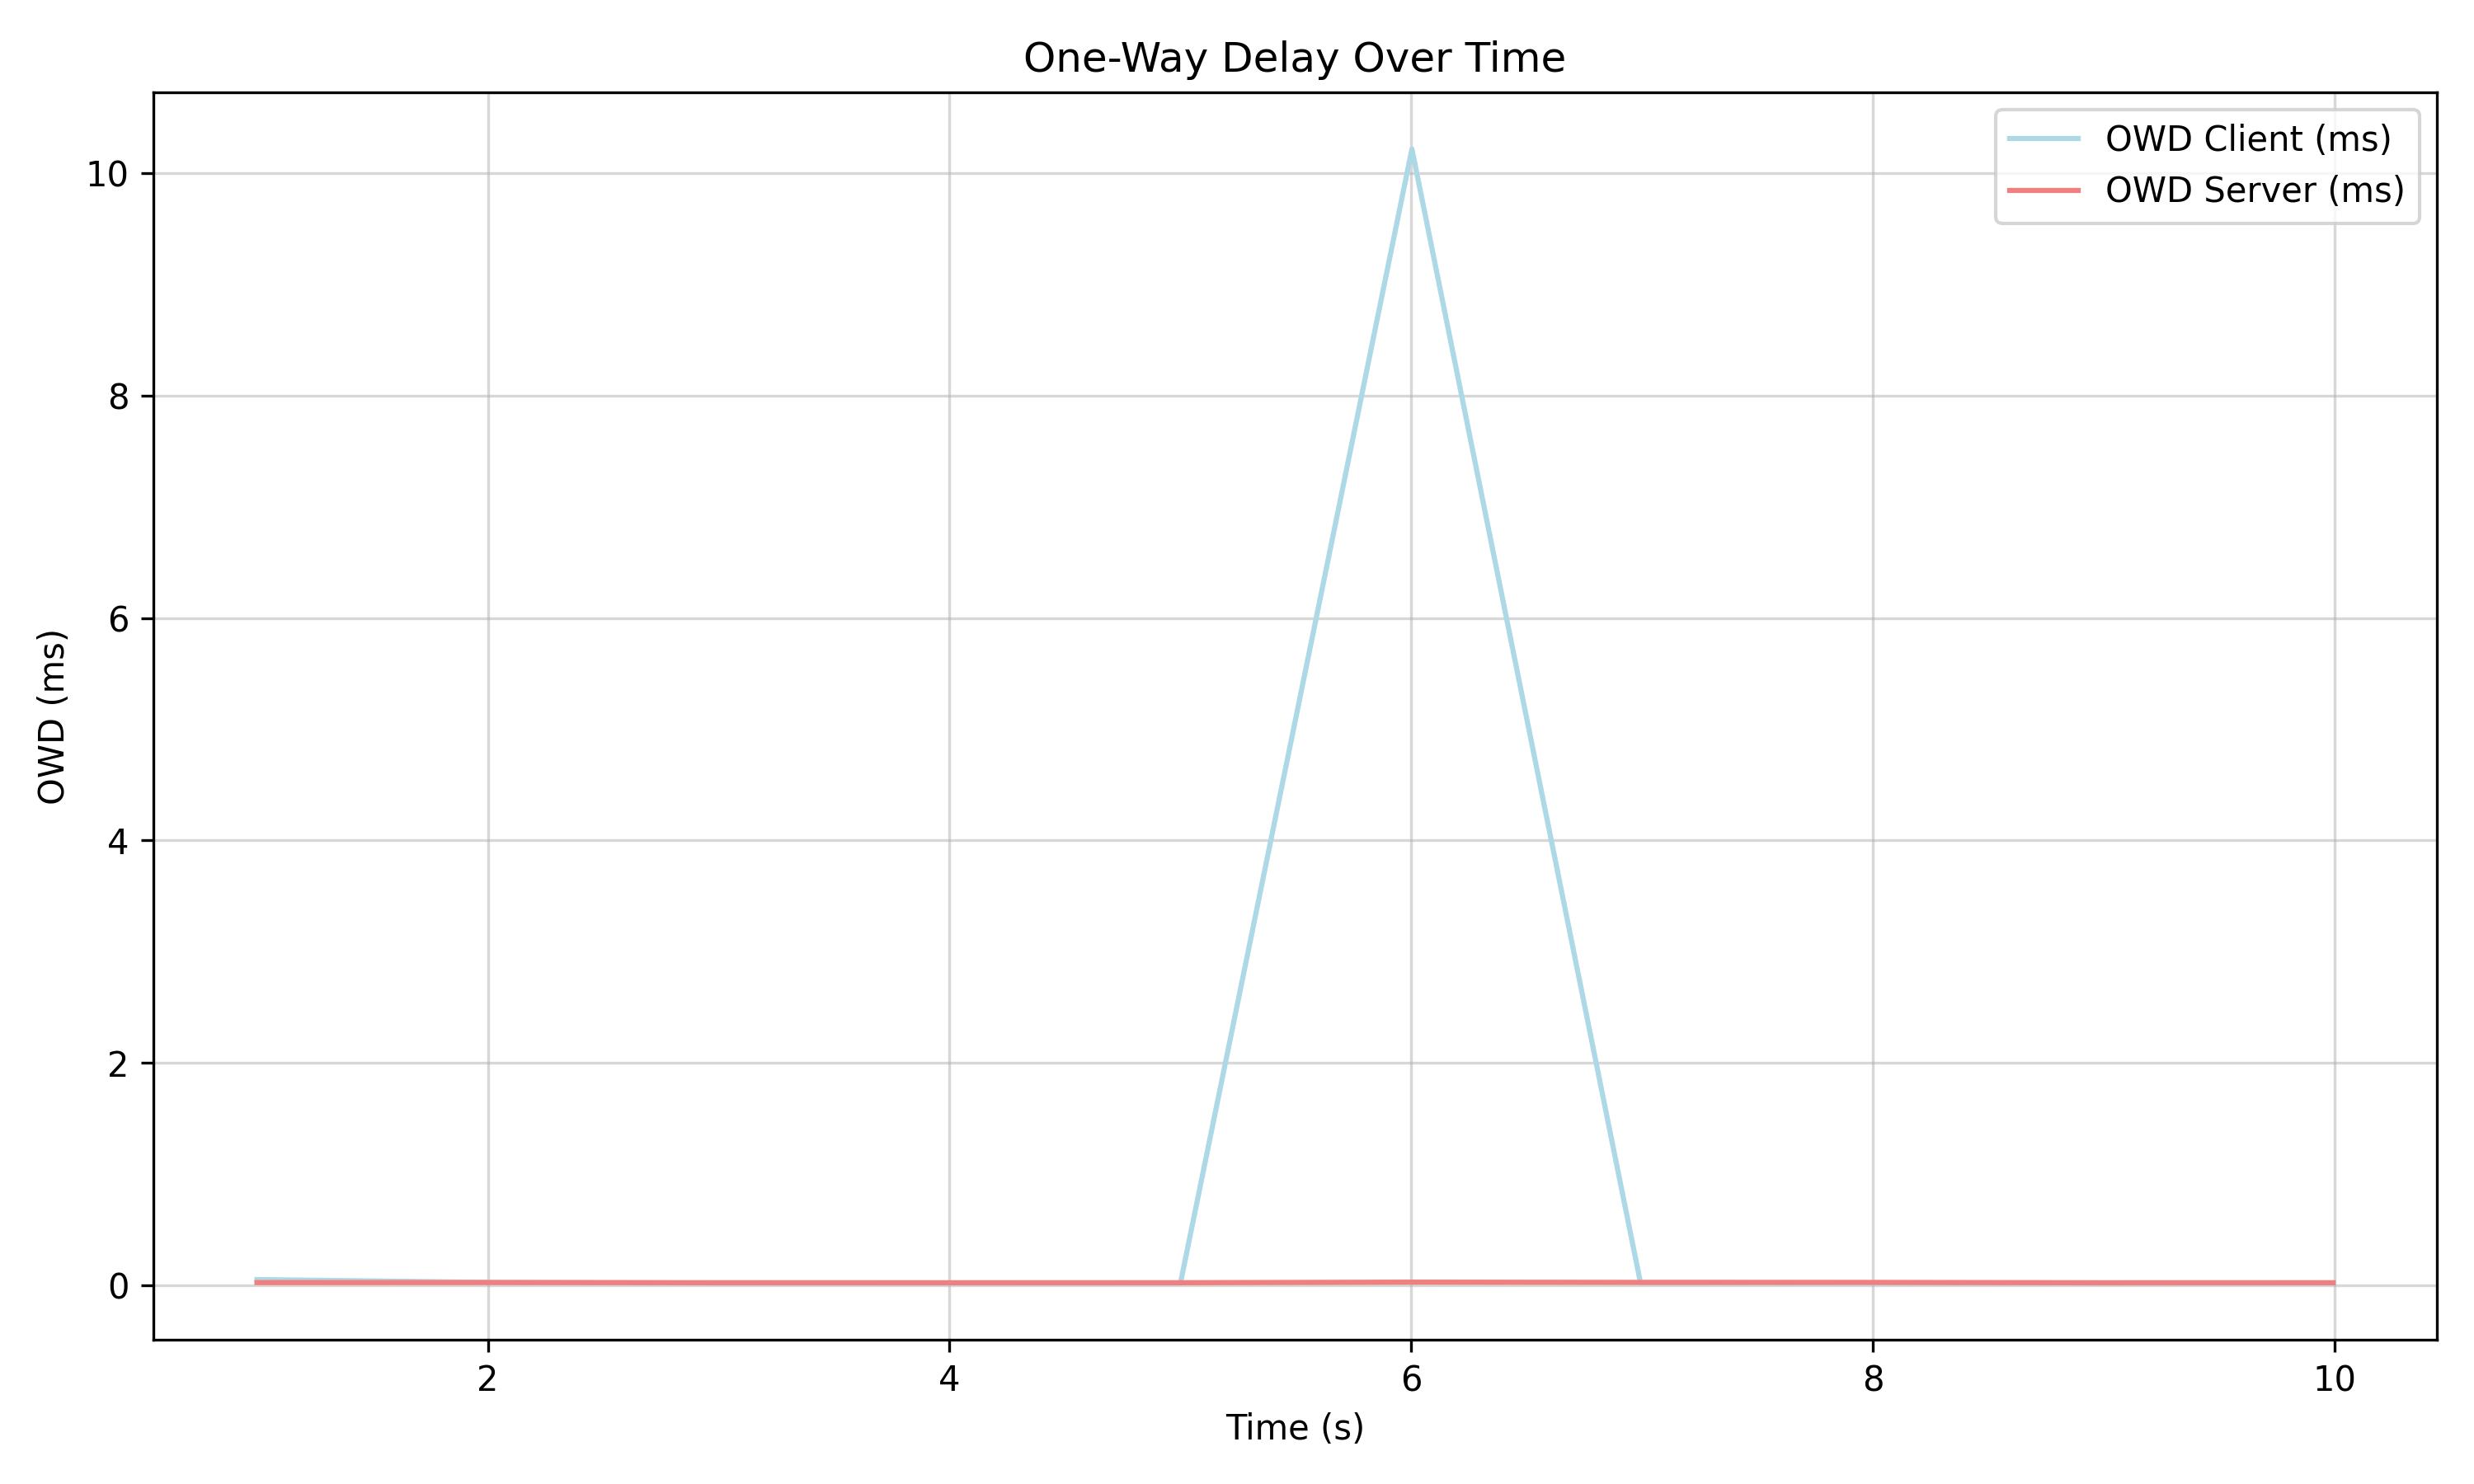 One-Way Delay Over Time
OWD Client (ms)
OWD Server (ms)
10
8
6
4
2
0
OWD (ms)
2 4 6 8 10
Time (s)